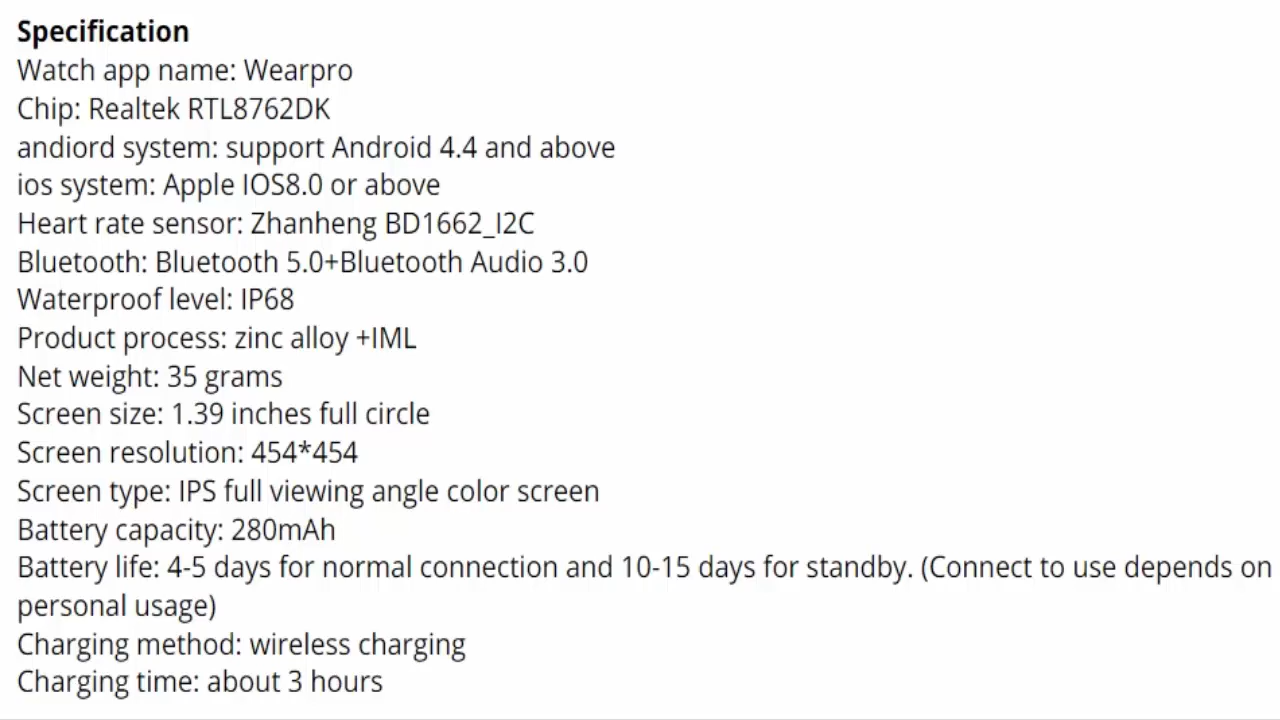 Specification
Watch app name: Wearpro
Chip: Realtek RTL8762DK
andiord system: support Android 4.4 and above
ios system: Apple IOS8.0 or above
Heart rate sensor: Zhanheng BD1662_I2C
Bluetooth: Bluetooth 5.0+Bluetooth Audio 3.0
Waterproof level: IP68
Product process: zinc alloy +IML
Net weight: 35 grams
Screen size: 1.39 inches full circle
Screen resolution: 454*454
Screen type: IPS full viewing angle color screen
Battery capacity: 280mAh
Battery life: 4-5 days for normal connection and 10-15 days for standby. (Connect to use depends on
personal usage)
Charging method: wireless charging
Charging time: about 3 hours